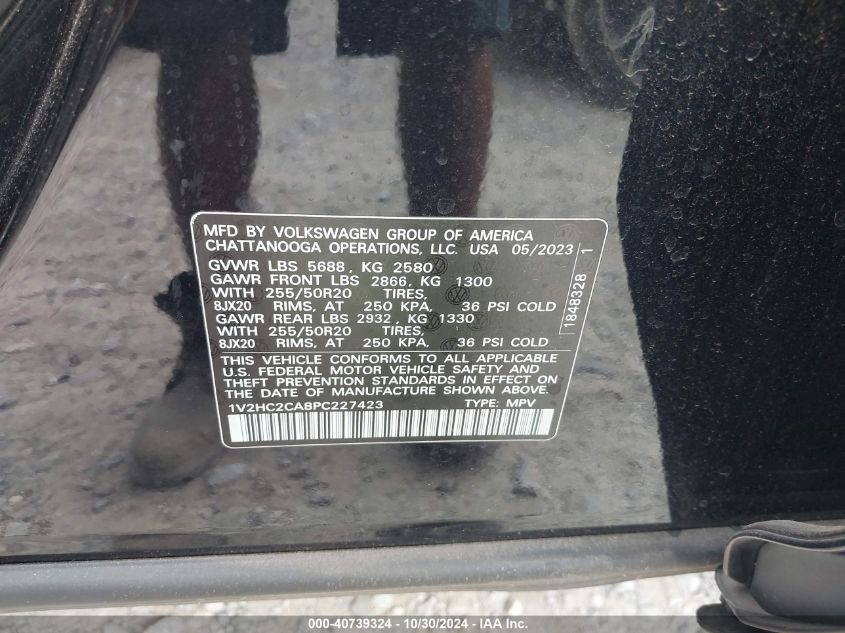 MFD BY VOLKSWAGEN GROUP OF AMERICA
CHATTANOOGA OPERATIONS, LLC. USA 05/2023
GVWR LBS 5688, KG 2580
GAWR FRONT LBS 2866, KG 1300
WITH 255/50R20 TIRES,
8JX20 RIMS, AT 250 KPA, 36 PSI COLD
GAWR REAR LBS 2932, KG 1330
WITH 255/50R20 TIRES,
8JX20 RIMS, AT 250 KPA, 36 PSI COLD
THIS VEHICLE CONFORMS TO ALL APPLICABLE
U.S. FEDERAL MOTOR VEHICLE SAFETY AND
THEFT PREVENTION STANDARDS IN EFFECT ON
THE DATE OF MANUFACTURE SHOWN ABOVE.
1V2HC2CA8PC227423 TYPE: MPV
1848328 1
000-40739324 - 10/30/2024 - IAA Inc.